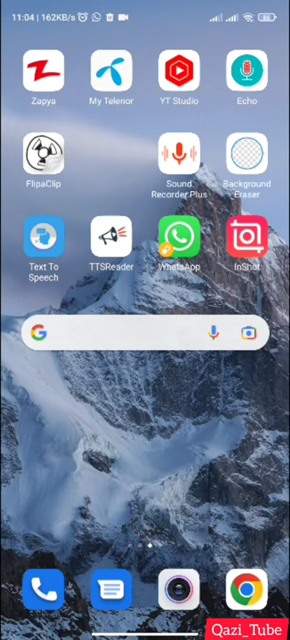 11:04 | 162KB/s
Zapya
My Telenor
YT Studio
Echo
FlipaClip
Sound
Recorder Plus
Background
Eraser
Text To
Speech
TTSReader
WhatsApp
InShot
Qazi_Tube